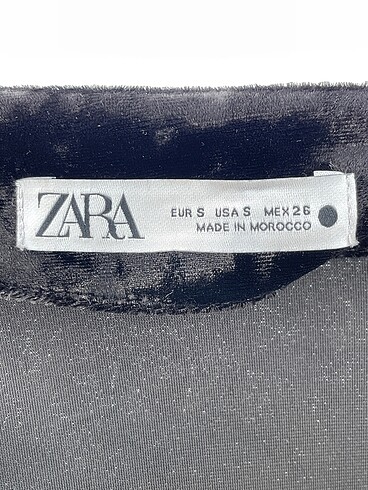 ZARA
EUR S USA S MEX 26
MADE IN MOROCCO